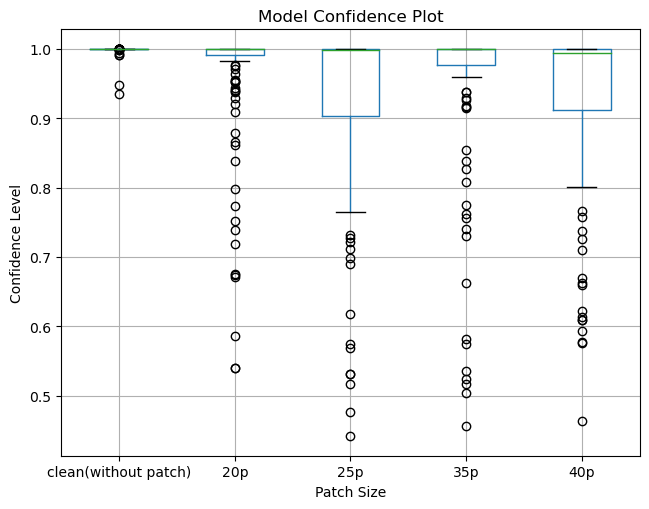 Model Confidence Plot
Confidence Level
1.0
0.9
0.8
0.7
0.6
0.5
clean(without patch) 20p 25p 35p 40p
Patch Size